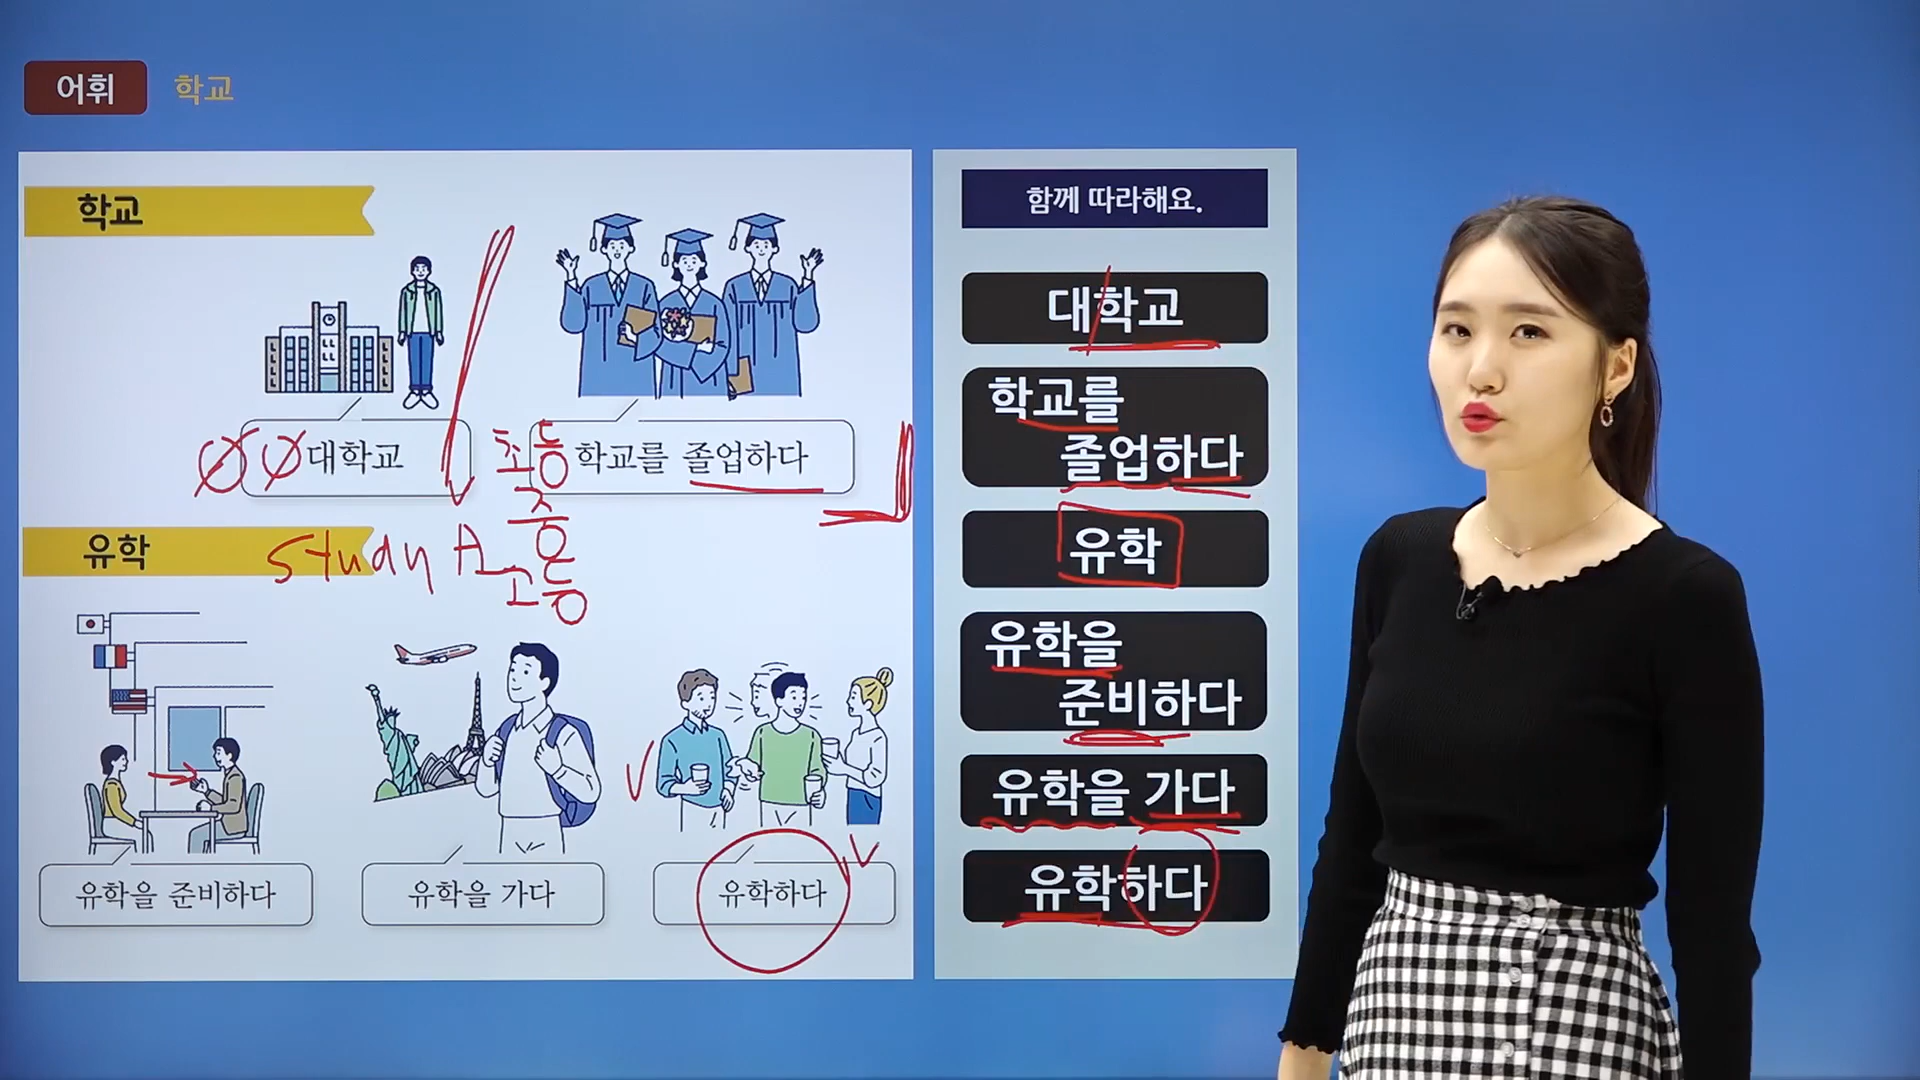 어휘 학교
학교
∅∅대학교
초등 학교를 졸업하다
중
고등
유학 study A
유학을 준비하다
유학을 가다
유학하다
함께 따라해요.
대학교
학교를
졸업하다
유학
유학을
준비하다
유학을 가다
유학하다